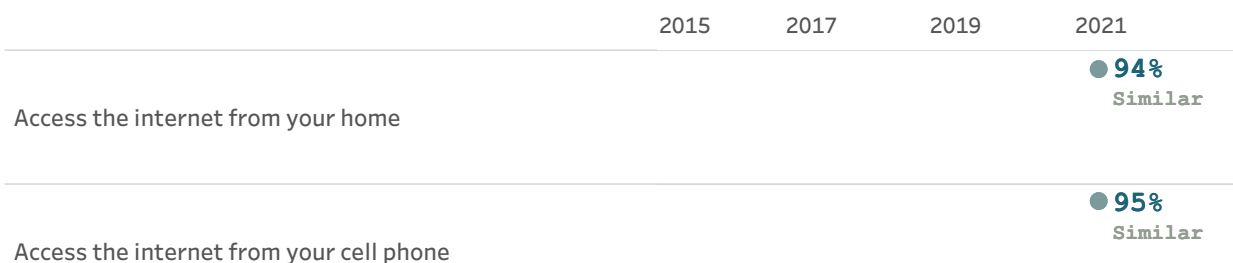 2015 2017 2019 2021
94%
Similar
Access the internet from your home
95%
Similar
Access the internet from your cell phone